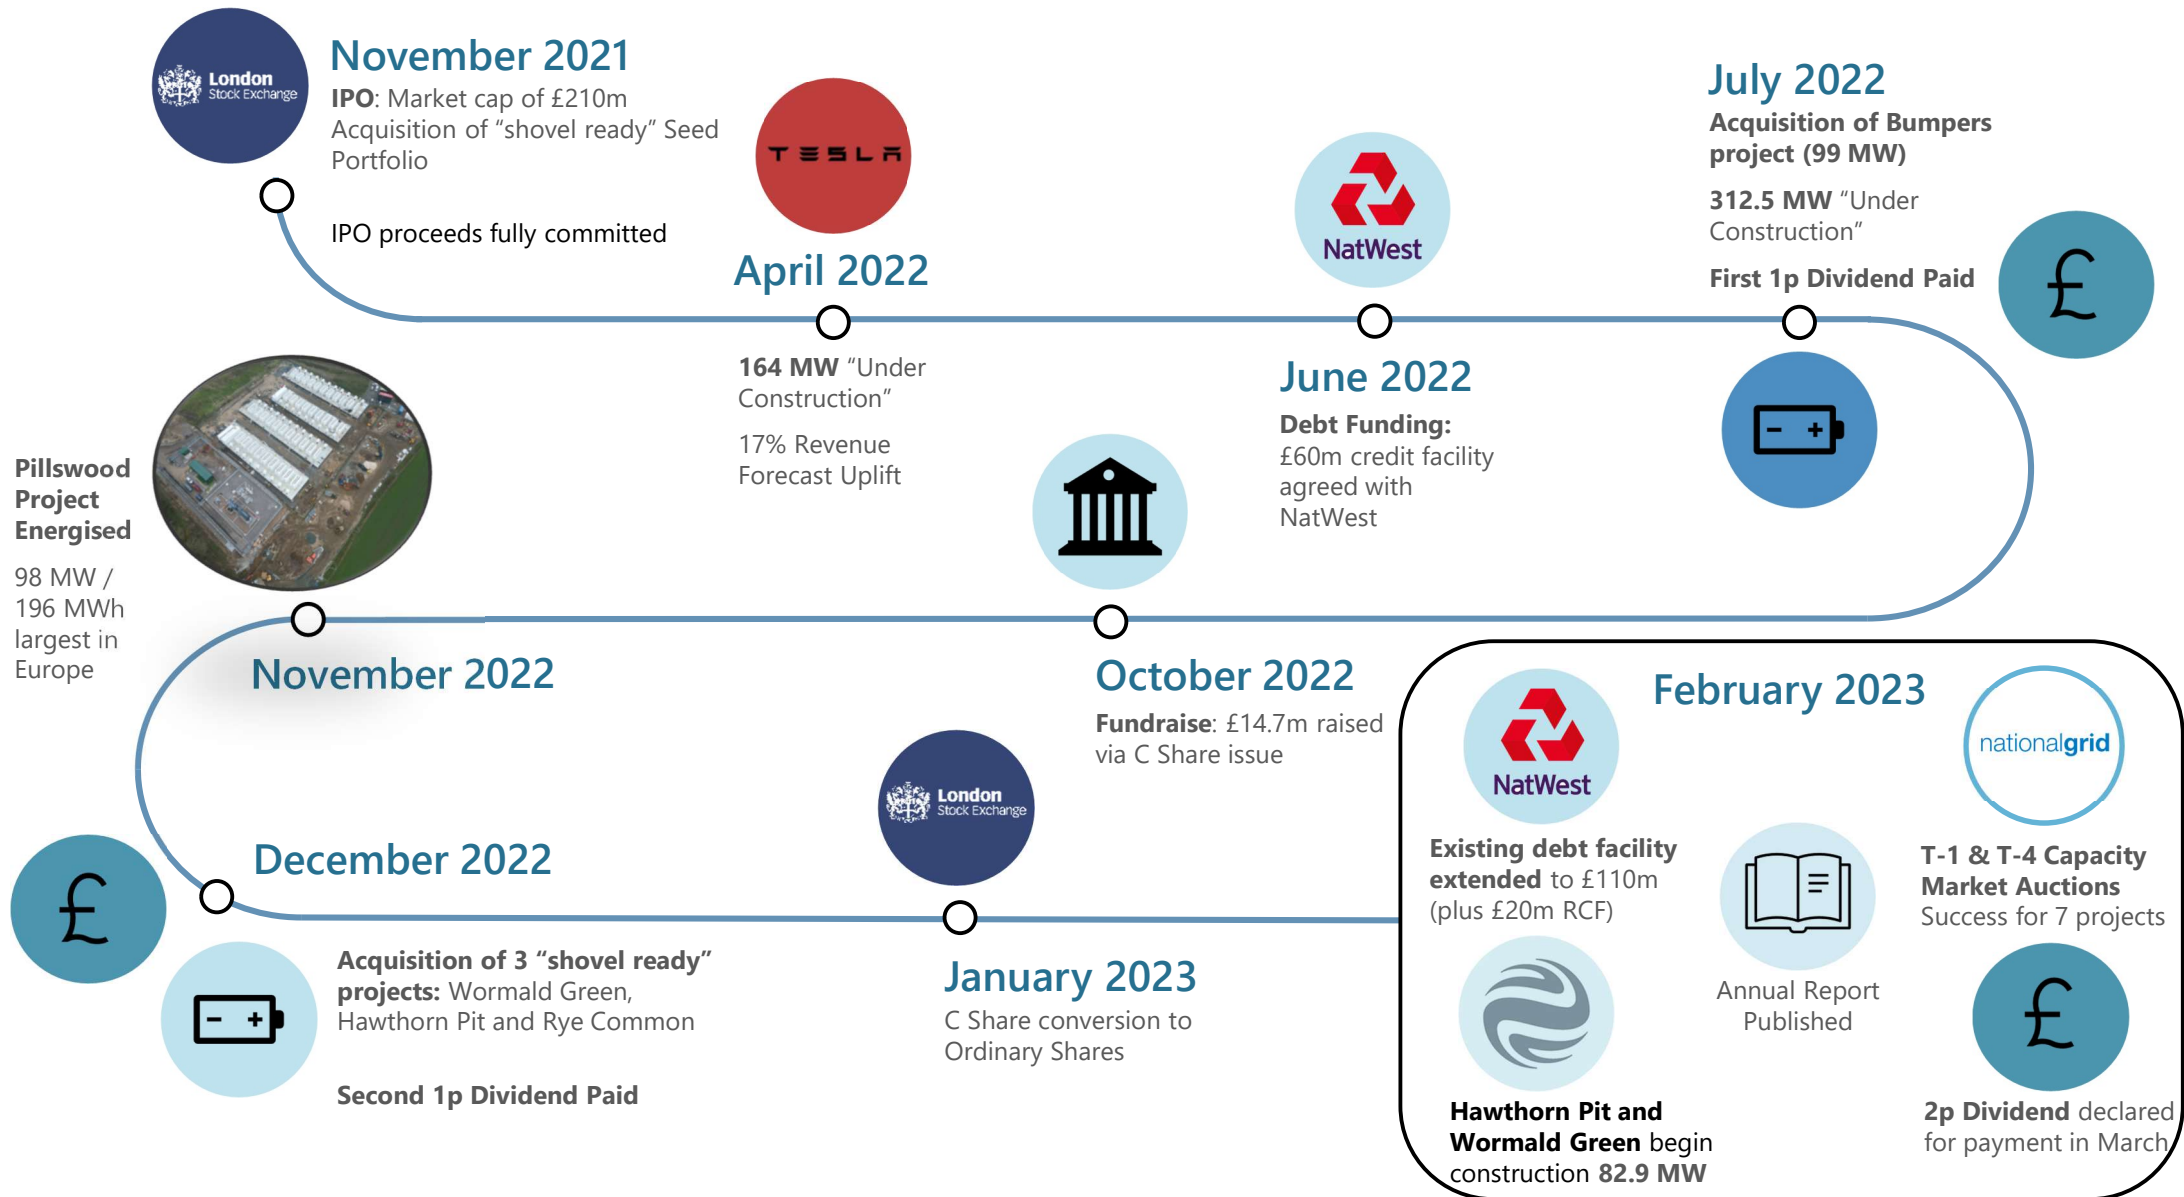 London
Stock Exchange
November 2021
IPO: Market cap of £210m
Acquisition of “shovel ready” Seed
Portfolio
IPO proceeds fully committed
TESLA
April 2022
164 MW “Under
Construction”
17% Revenue
Forecast Uplift
NatWest
June 2022
Debt Funding:
£60m credit facility
agreed with
NatWest
July 2022
Acquisition of Bumpers
project (99 MW)
312.5 MW “Under
Construction”
First 1p Dividend Paid
£
- +
October 2022
Fundraise: £14.7m raised
via C Share issue
Pillswood
Project
Energised
98 MW /
196 MWh
largest in
Europe
November 2022
£
December 2022
- +
Acquisition of 3 “shovel ready”
projects: Wormald Green,
Hawthorn Pit and Rye Common
Second 1p Dividend Paid
London
Stock Exchange
January 2023
C Share conversion to
Ordinary Shares
February 2023
NatWest
Existing debt facility
extended to £110m
(plus £20m RCF)
Hawthorn Pit and
Wormald Green begin
construction 82.9 MW
Annual Report
Published
nationalgrid
T-1 & T-4 Capacity
Market Auctions
Success for 7 projects
£
2p Dividend declared
for payment in March